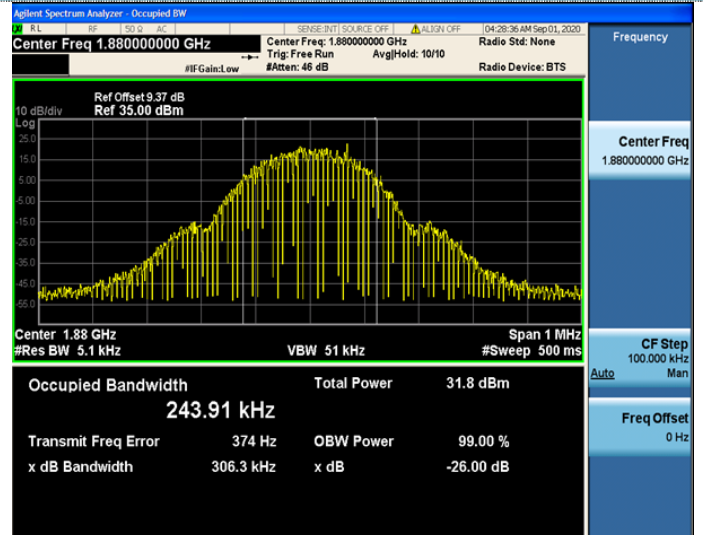 Agilent Spectrum Analyzer - Occupied BW
RL RF 50 Ω AC SENSE:INT SOURCE OFF ALIGN OFF 04:28:36 AM Sep 01, 2020
Center Freq 1.880000000 GHz
Center Freq: 1.880000000 GHz Radio Std: None
Trig: Free Run Avg|Hold: 10/10
#IFGain:Low #Atten: 46 dB Radio Device: BTS
Frequency
Ref Offset 9.37 dB
10 dB/div Ref 35.00 dBm
Log
25.0
15.0
5.00
-5.00
-15.0
-25.0
-35.0
-45.0
-55.0
Center 1.88 GHz Span 1 MHz
#Res BW 5.1 kHz VBW 51 kHz #Sweep 500 ms
Occupied Bandwidth Total Power 31.8 dBm
243.91 kHz
Transmit Freq Error 374 Hz OBW Power 99.00 %
x dB Bandwidth 306.3 kHz x dB -26.00 dB
Center Freq
1.880000000 GHz
CF Step
100.000 kHz
Auto Man
Freq Offset
0 Hz